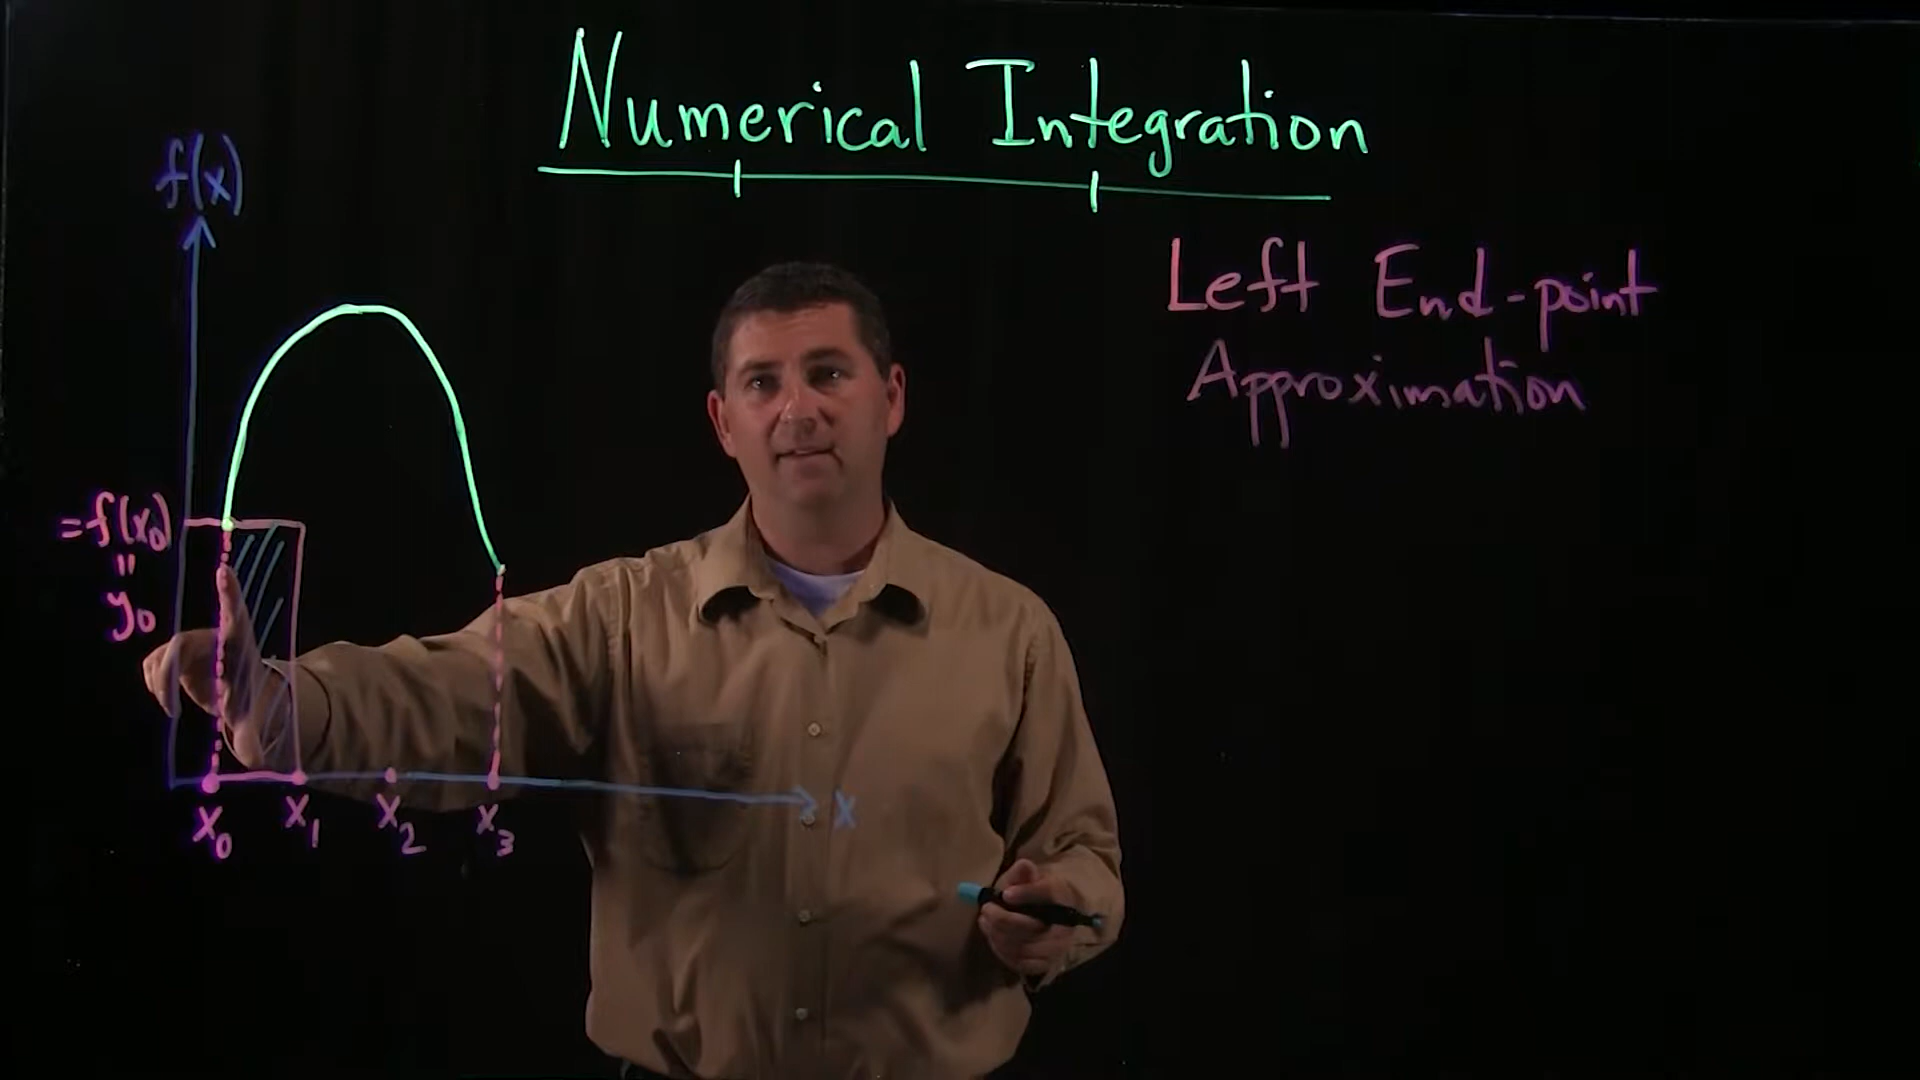 Numerical Integration
f(x)
Left End-point
Approximation
=f(x₀)
"
y₀
x
x₀ x₁ x₂ x₃